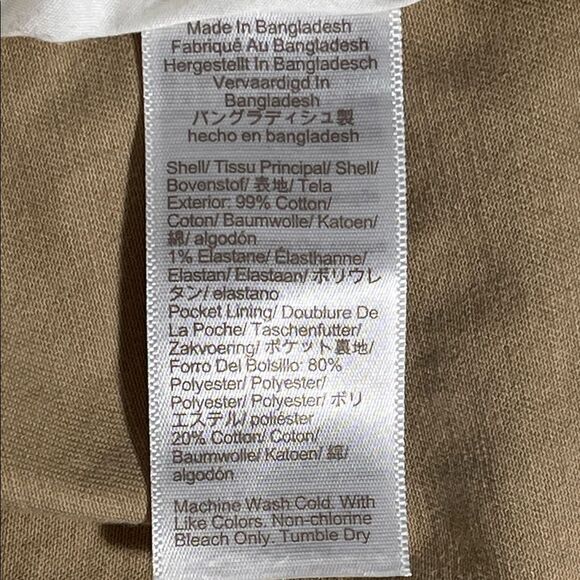 Made In Bangladesh
Fabriqué Au Bangladesh
Hergestellt In Bangladesch
Vervaardigd In
Bangladesh
バングラディシュ製
hecho en bangladesh
Shell/ Tissu Principal/ Shell/
Bovenstof/ 表地/ Tela
Exterior: 99% Cotton/
Coton/ Baumwolle/ Katoen/
綿/ algodón
1% Elastane/ Élasthanne/
Elastan/ Elastaan/ ポリウレ
タン/ elastano
Pocket Lining/ Doublure De
La Poche/ Taschenfutter/
Zakvoering/ ポケット裏地/
Forro Del Bolsillo: 80%
Polyester/ Polyester/
Polyester/ Polyester/ ポリ
エステル/ poliéster
20% Cotton/ Coton/
Baumwolle/ Katoen/ 綿/
algodón
Machine Wash Cold. With
Like Colors. Non-chlorine
Bleach Only. Tumble Dry